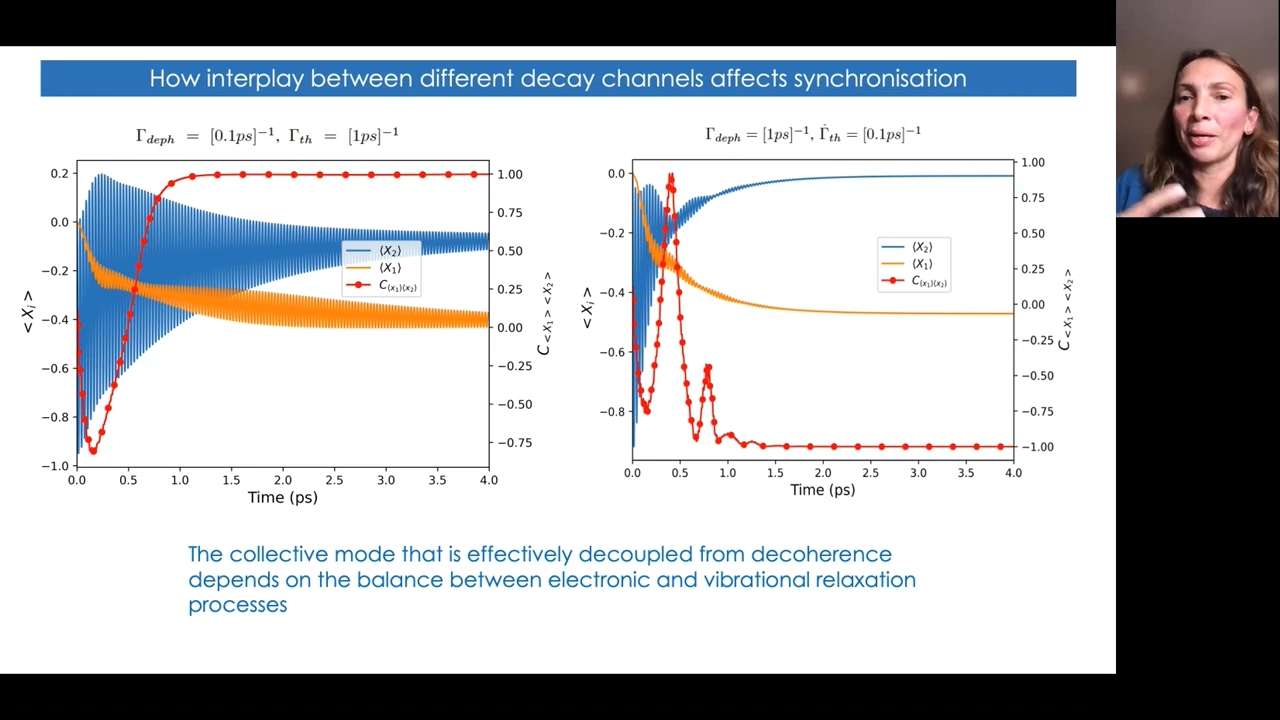 How interplay between different decay channels affects synchronisation
Γ_deph = [0.1ps]⁻¹, Γ_th = [1ps]⁻¹
0.2
0.0
−0.2
−0.4
−0.6
−0.8
−1.0
< X_i >
1.00
0.75
0.50
0.25
0.00
−0.25
−0.50
−0.75
C_{<X₁><X₂>}
⟨X₂⟩
⟨X₁⟩
C_{⟨x₁⟩⟨x₂⟩}
0.0 0.5 1.0 1.5 2.0 2.5 3.0 3.5 4.0
Time (ps)
Γ_deph = [1ps]⁻¹, Γ̇_th = [0.1ps]⁻¹
0.0
−0.2
−0.4
−0.6
−0.8
< X_i >
1.00
0.75
0.50
0.25
0.00
−0.25
−0.50
−0.75
−1.00
C_{<X₁><X₂>}
⟨X₂⟩
⟨X₁⟩
C_{⟨x₁⟩⟨x₂⟩}
0.0 0.5 1.0 1.5 2.0 2.5 3.0 3.5 4.0
Time (ps)
The collective mode that is effectively decoupled from decoherence
depends on the balance between electronic and vibrational relaxation
processes